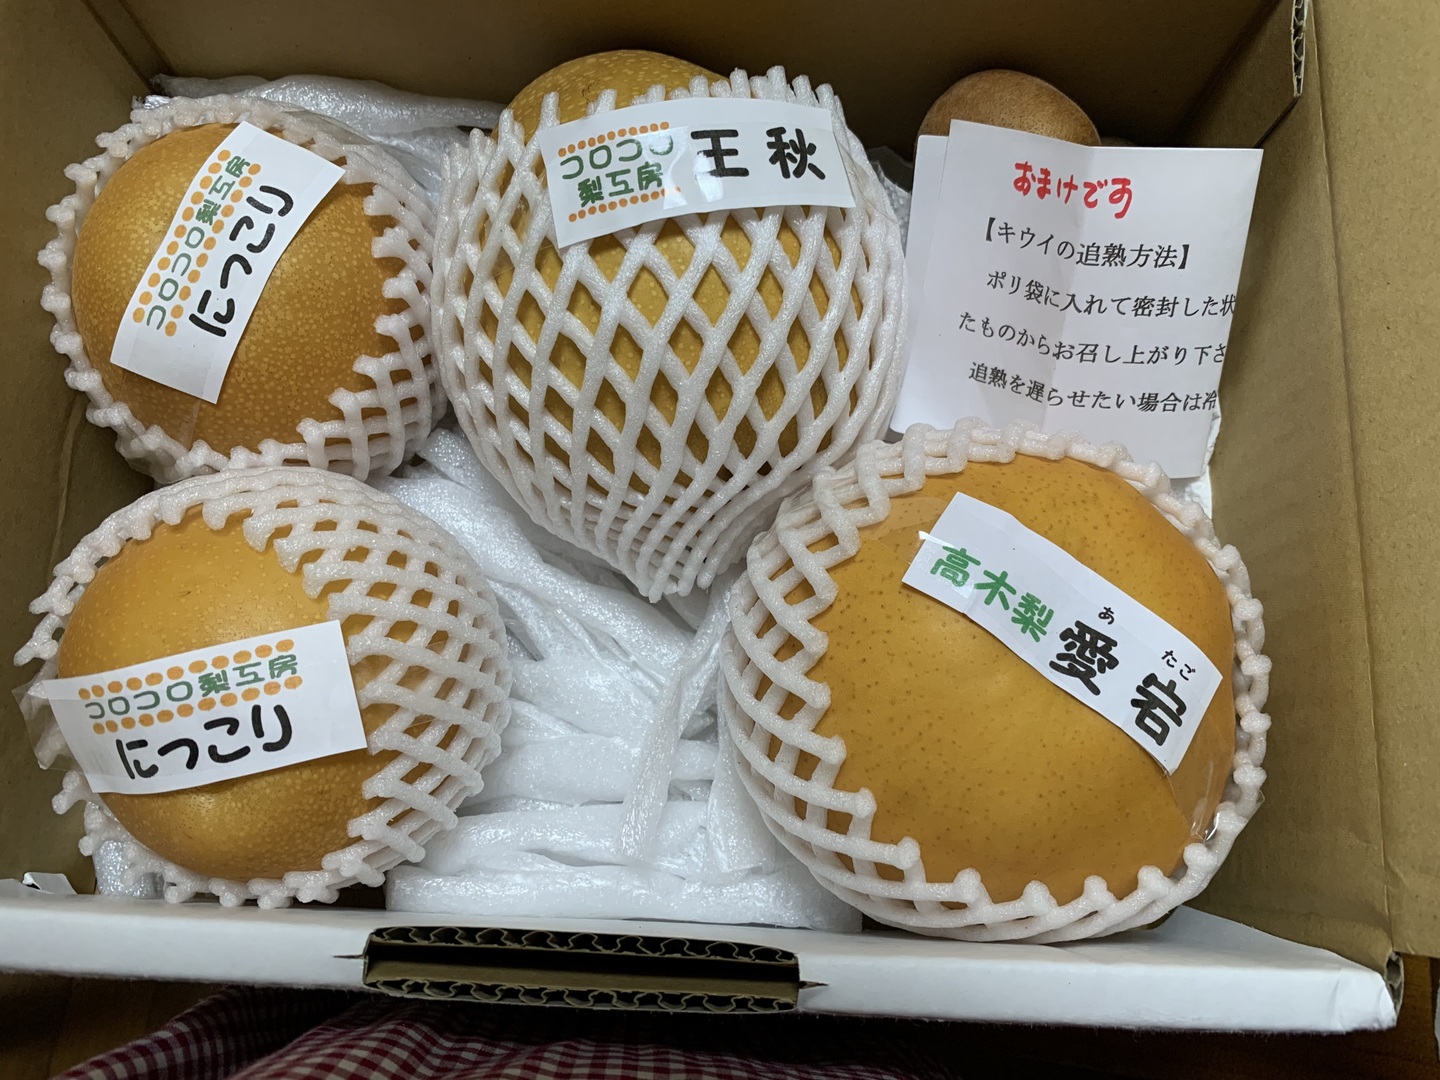 コロコロ梨工房
にっこり
コロコロ
梨工房
王秋
おまけです
【キウイの追熟方法】
ポリ袋に入れて密封した状
たものからお召し上がり下さ
追熟を遅らせたい場合は冷
コロコロ梨工房
にっこり
高木梨
愛宕
あ
たご